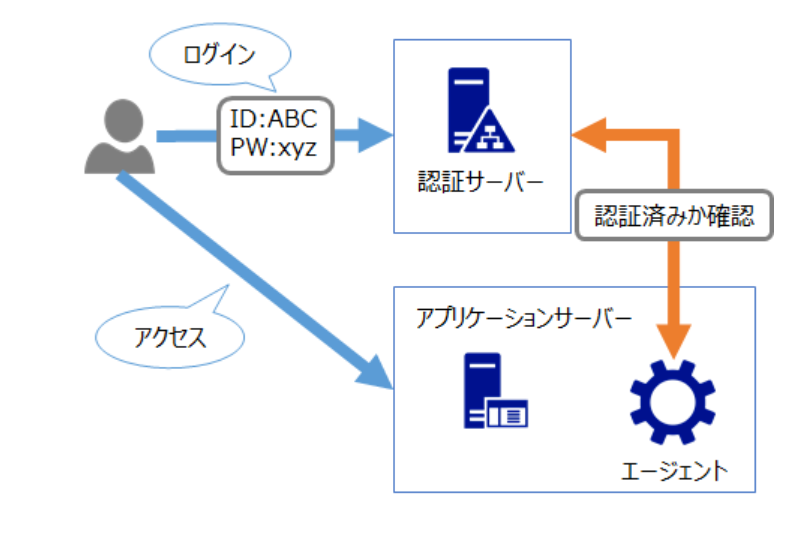 ログイン
ID:ABC
PW:xyz
認証サーバー
認証済みか確認
アプリケーションサーバー
アクセス
エージェント